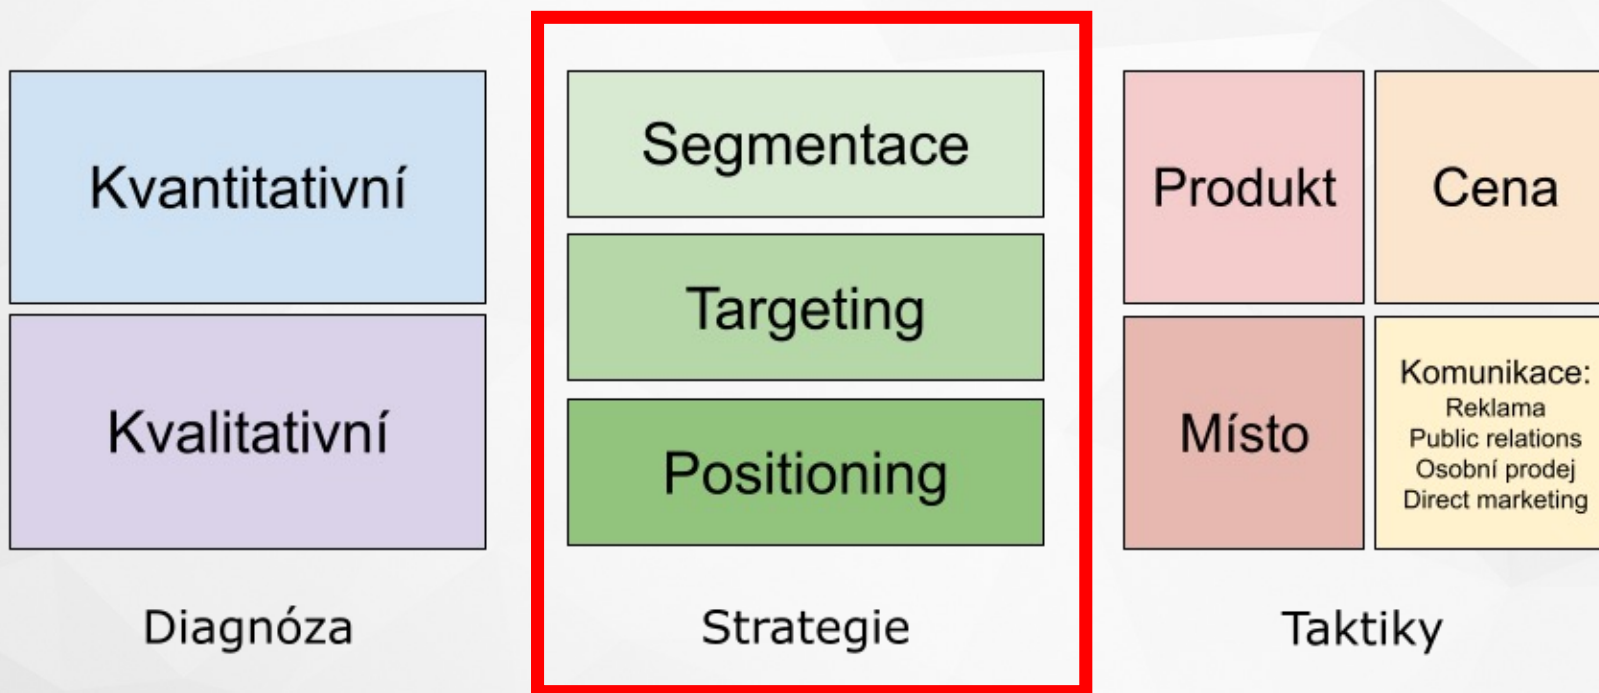 Kvantitativní
Kvalitativní
Diagnóza
Segmentace
Targeting
Positioning
Strategie
Produkt
Cena
Místo
Komunikace:
Reklama
Public relations
Osobní prodej
Direct marketing
Taktiky